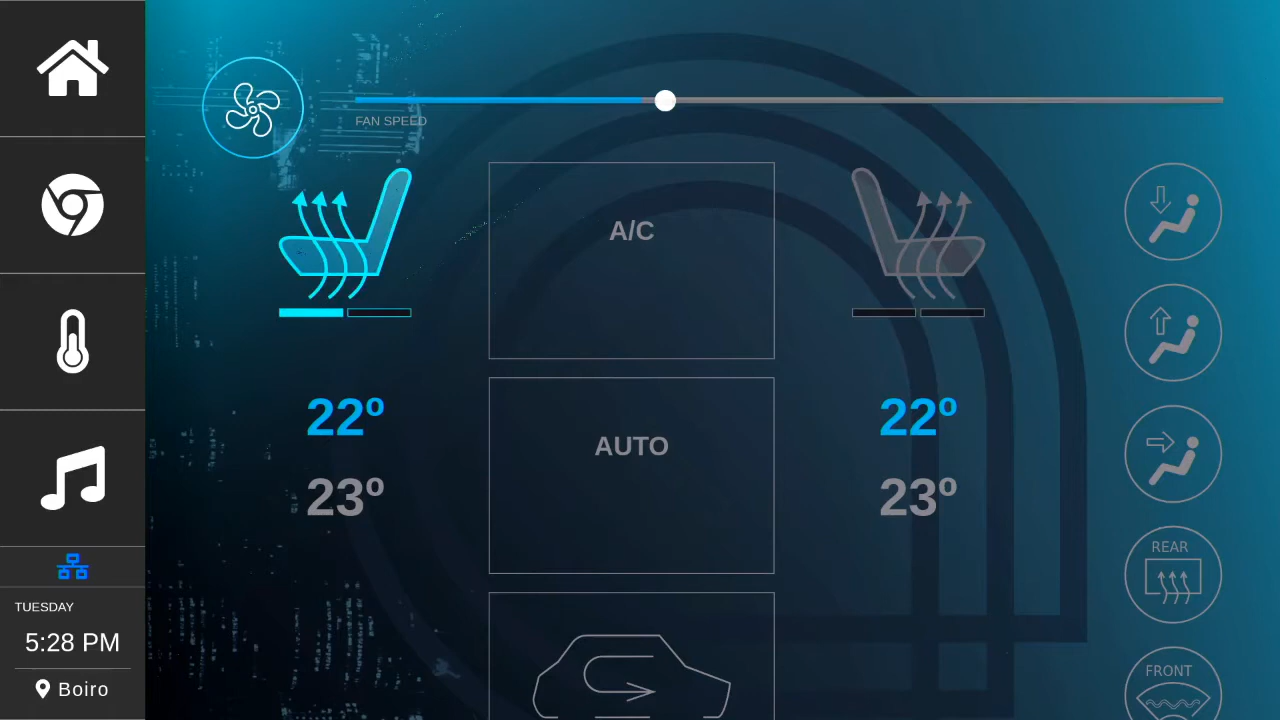 FAN SPEED
A/C
22º
22º
AUTO
23º
23º
REAR
FRONT
TUESDAY
5:28 PM
Boiro